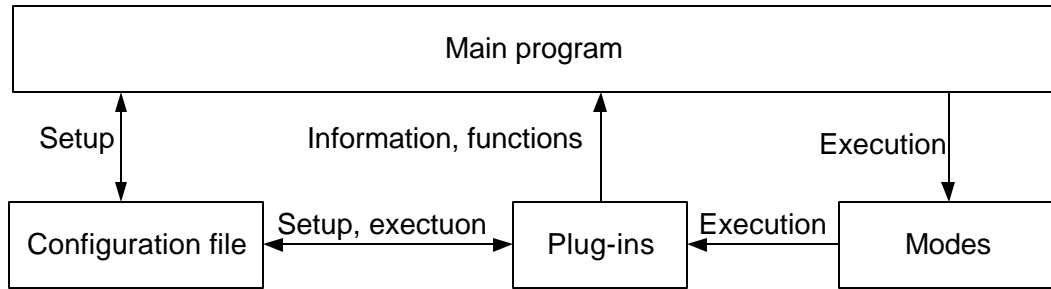 Main program
Setup
Information, functions
Execution
Configuration file
Setup, exectuon
Plug-ins
Execution
Modes